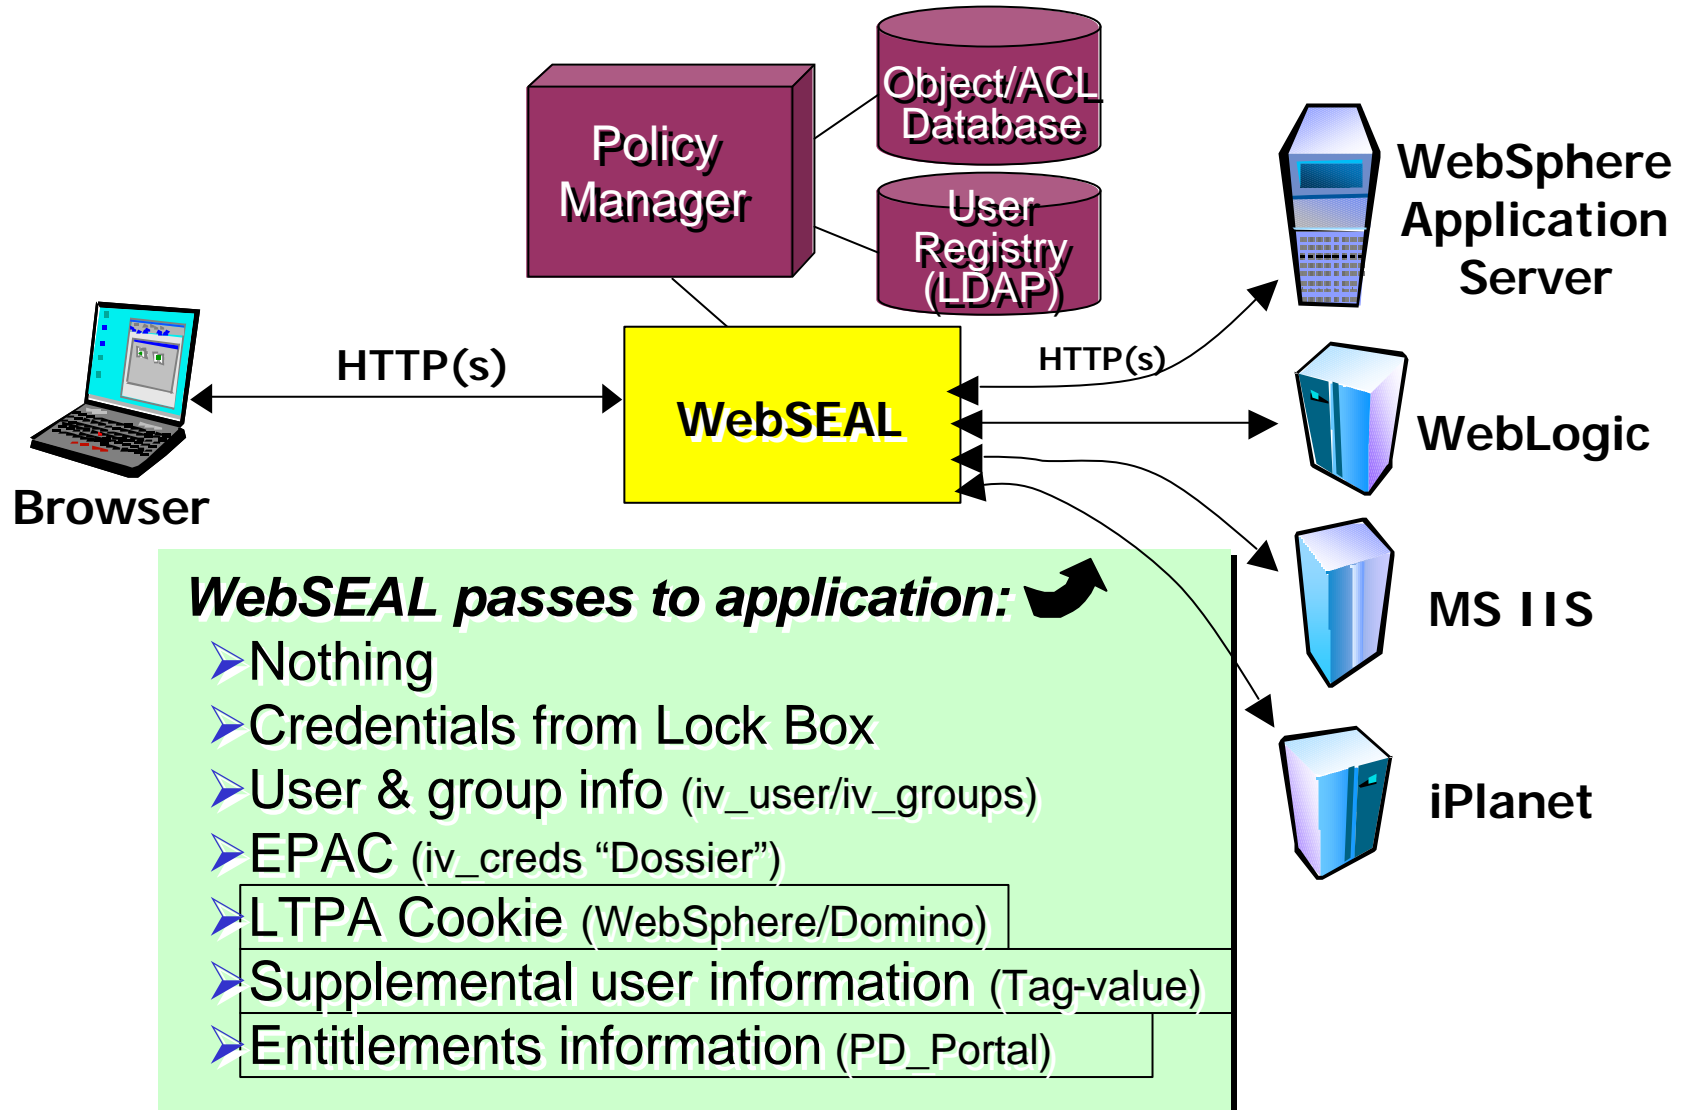 Object/ACL
Database
Policy
Manager
User
Registry
(LDAP)
WebSphere
Application
Server
HTTP(s)
HTTP(s)
WebSEAL
WebLogic
Browser
MS IIS
iPlanet
WebSEAL passes to application:
➢Nothing
➢Credentials from Lock Box
➢User & group info (iv_user/iv_groups)
➢EPAC (iv_creds “Dossier”)
➢LTPA Cookie (WebSphere/Domino)
➢Supplemental user information (Tag-value)
➢Entitlements information (PD_Portal)